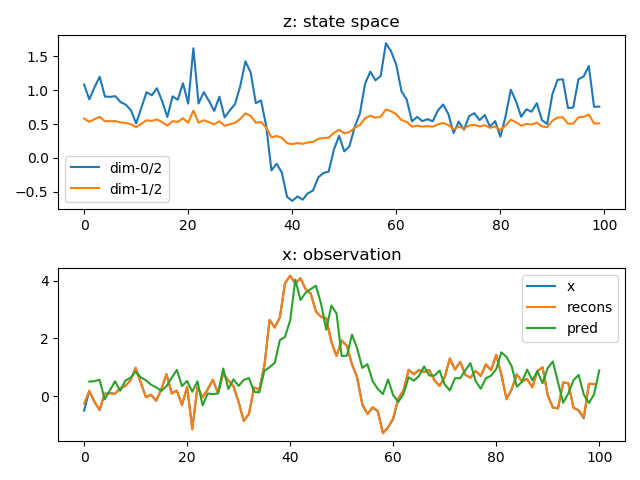 z: state space
1.5
1.0
0.5
0.0
−0.5
dim-0/2
dim-1/2
0 20 40 60 80 100
x: observation
4
2
0
x
recons
pred
0 20 40 60 80 100